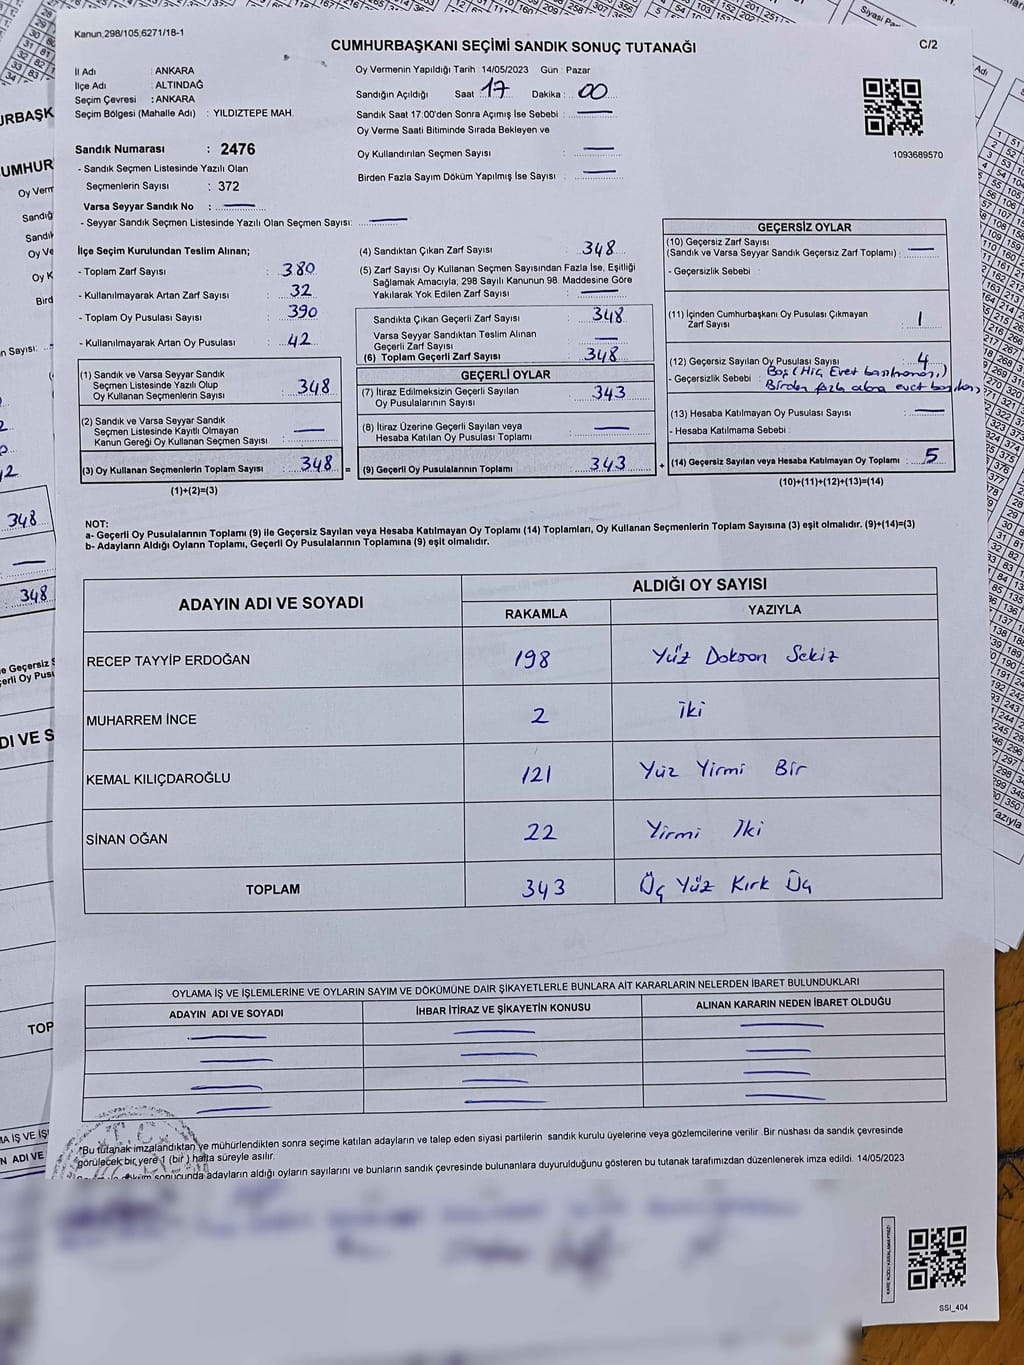 Kanun 298/105,6271/18-1
CUMHURBAŞKANI SEÇİMİ SANDIK SONUÇ TUTANAĞI
C/2
İl Adı : ANKARA
İlçe Adı : ALTINDAĞ
Seçim Çevresi : ANKARA
Seçim Bölgesi (Mahalle Adı) : YILDIZTEPE MAH.
Oy Vermenin Yapıldığı Tarih : 14/05/2023 Gün : Pazar
Sandığın Açıldığı Saat : 17 Dakika : 00
Sandık Saat 17:00'den Sonra Açımış İse Sebebi : —
Oy Verme Saati Bitiminde Sırada Bekleyen ve
Oy Kullandırılan Seçmen Sayısı : —
Birden Fazla Sayım Döküm Yapılmış İse Sayısı : —
1093689570
Sandık Numarası : 2476
- Sandık Seçmen Listesinde Yazılı Olan
Seçmenlerin Sayısı : 372
Varsa Seyyar Sandık No : —
- Seyyar Sandık Seçmen Listesinde Yazılı Olan Seçmen Sayısı: —
İlçe Seçim Kurulundan Teslim Alınan;
- Toplam Zarf Sayısı : 380
- Kullanılmayarak Artan Zarf Sayısı : 32
- Toplam Oy Pusulası Sayısı : 390
- Kullanılmayarak Artan Oy Pusulası : 42
(1) Sandık ve Varsa Seyyar Sandık
Seçmen Listesinde Yazılı Olup
Oy Kullanan Seçmenlerin Sayısı : 348
(2) Sandık ve Varsa Seyyar Sandık
Seçmen Listesinde Kayıtlı Olmayan
Kanun Gereği Oy Kullanan Seçmen Sayısı : —
(3) Oy Kullanan Seçmenlerin Toplam Sayısı : 348 =
(1)+(2)=(3)
(4) Sandıktan Çıkan Zarf Sayısı : 348
(5) Zarf Sayısı Oy Kullanan Seçmen Sayısından Fazla İse, Eşitliği
Sağlamak Amacıyla; 298 Sayılı Kanunun 98. Maddesine Göre
Yakılarak Yok Edilen Zarf Sayısı : —
Sandıkta Çıkan Geçerli Zarf Sayısı : 348
Varsa Seyyar Sandıktan Teslim Alınan
Geçerli Zarf Sayısı : —
(6) Toplam Geçerli Zarf Sayısı : 348
GEÇERLİ OYLAR
(7) İtiraz Edilmeksizin Geçerli Sayılan
Oy Pusulalarının Sayısı : 343
(8) İtiraz Üzerine Geçerli Sayılan veya
Hesaba Katılan Oy Pusulası Toplamı : —
(9) Geçerli Oy Pusulalarının Toplamı : 343 +
GEÇERSİZ OYLAR
(10) Geçersiz Zarf Sayısı
(Sandık ve Varsa Seyyar Sandık Geçersiz Zarf Toplamı) : —
- Geçersizlik Sebebi :
(11) İçinden Cumhurbaşkanı Oy Pusulası Çıkmayan
Zarf Sayısı : 1
(12) Geçersiz Sayılan Oy Pusulası Sayısı : 4
- Geçersizlik Sebebi : Boş (Hiç Evet basılmamış)
Birden fazla alana evet basılması
(13) Hesaba Katılmayan Oy Pusulası Sayısı : —
- Hesaba Katılmama Sebebi :
(14) Geçersiz Sayılan veya Hesaba Katılmayan Oy Toplamı : 5
(10)+(11)+(12)+(13)=(14)
NOT:
a- Geçerli Oy Pusulalarının Toplamı (9) ile Geçersiz Sayılan veya Hesaba Katılmayan Oy Toplamı (14) Toplamları, Oy Kullanan Seçmenlerin Toplam Sayısına (3) eşit olmalıdır. (9)+(14)=(3)
b- Adayların Aldığı Oyların Toplamı, Geçerli Oy Pusulalarının Toplamına (9) eşit olmalıdır.
ADAYIN ADI VE SOYADI
ALDIĞI OY SAYISI
RAKAMLA YAZIYLA
RECEP TAYYİP ERDOĞAN 198 Yüz Doksan Sekiz
MUHARREM İNCE 2 İki
KEMAL KILIÇDAROĞLU 121 Yüz Yirmi Bir
SİNAN OĞAN 22 Yirmi İki
TOPLAM 343 Üç Yüz Kırk Üç
OYLAMA İŞ VE İŞLEMLERİNE VE OYLARIN SAYIM VE DÖKÜMÜNE DAİR ŞİKAYETLERLE BUNLARA AİT KARARLARIN NELERDEN İBARET BULUNDUKLARI
ADAYIN ADI VE SOYADI İHBAR İTİRAZ VE ŞİKAYETİN KONUSU ALINAN KARARIN NEDEN İBARET OLDUĞU
*Bu tutanak imzalandıktan ve mühürlendikten sonra seçime katılan adayların ve talep eden siyasi partilerin sandık kurulu üyelerine veya gözlemcilerine verilir .Bir nüshası da sandık çevresinde
görülecek bir yere 1 (bir ) hafta süreyle asılır.
sonucunda adayların aldığı oyların sayılarını ve bunların sandık çevresinde bulunanlara duyurulduğunu gösteren bu tutanak tarafımızdan düzenlenerek imza edildi. 14/05/2023
SSI_404